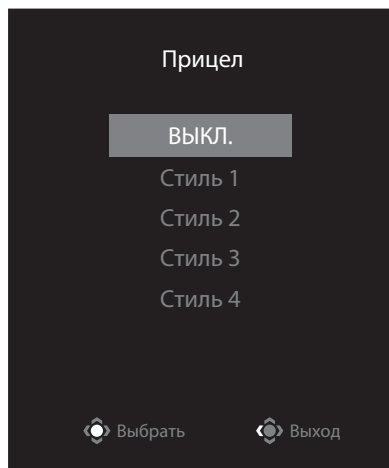 Прицел
ВЫКЛ.
Стиль 1
Стиль 2
Стиль 3
Стиль 4
Выбрать Выход